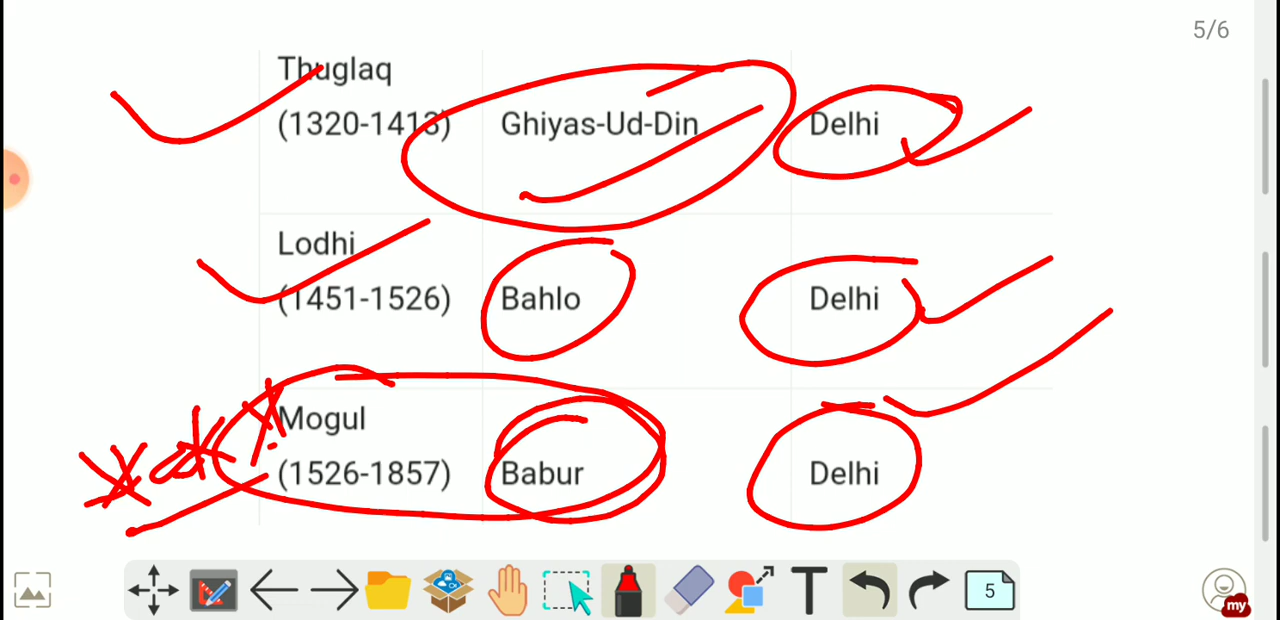 5/6
Thuglaq
(1320-1413) Ghiyas-Ud-Din Delhi
Lodhi
(1451-1526) Bahlo Delhi
Mogul
(1526-1857) Babur Delhi
T 5 my